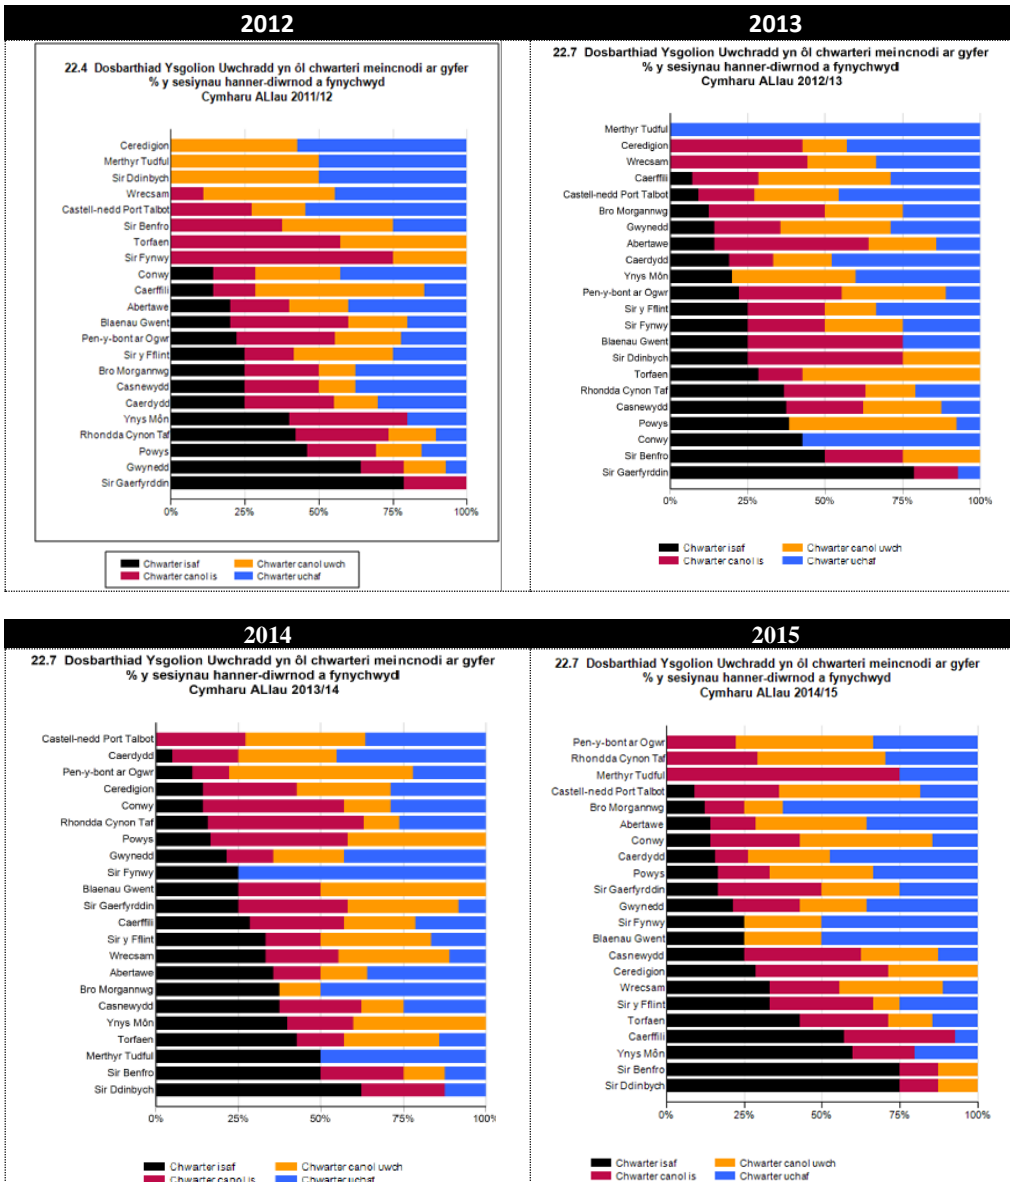 2012
22.4 Dosbarthiad Ysgolion Uwchradd yn ôl chwarteri meincnodi ar gyfer
% y sesiynau hanner-diwrnod a fynychwyd
Cymharu ALlau 2011/12
Ceredigion
Merthyr Tudful
Sir Ddinbych
Wrecsam
Castell-nedd Port Talbot
Sir Benfro
Torfaen
Sir Fynwy
Conwy
Caerffili
Abertawe
Blaenau Gwent
Pen-y-bont ar Ogwr
Sir y Fflint
Bro Morgannwg
Casnewydd
Caerdydd
Ynys Môn
Rhondda Cynon Taf
Powys
Gwynedd
Sir Gaerfyrddin
0% 25% 50% 75% 100%
Chwarter isaf Chwarter canol uwch
Chwarter canol is Chwarter uchaf
2013
22.7 Dosbarthiad Ysgolion Uwchradd yn ôl chwarteri meincnodi ar gyfer
% y sesiynau hanner-diwrnod a fynychwyd
Cymharu ALlau 2012/13
Merthyr Tudful
Ceredigion
Wrecsam
Caerffili
Castell-nedd Port Talbot
Bro Morgannwg
Gwynedd
Abertawe
Caerdydd
Ynys Môn
Pen-y-bont ar Ogwr
Sir y Fflint
Sir Fynwy
Blaenau Gwent
Sir Ddinbych
Torfaen
Rhondda Cynon Taf
Casnewydd
Powys
Conwy
Sir Benfro
Sir Gaerfyrddin
0% 25% 50% 75% 100%
Chwarter isaf Chwarter canol uwch
Chwarter canol is Chwarter uchaf
2014
22.7 Dosbarthiad Ysgolion Uwchradd yn ôl chwarteri meincnodi ar gyfer
% y sesiynau hanner-diwrnod a fynychwyd
Cymharu ALlau 2013/14
Castell-nedd Port Talbot
Caerdydd
Pen-y-bont ar Ogwr
Ceredigion
Conwy
Rhondda Cynon Taf
Powys
Gwynedd
Sir Fynwy
Blaenau Gwent
Sir Gaerfyrddin
Caerffili
Sir y Fflint
Wrecsam
Abertawe
Bro Morgannwg
Casnewydd
Ynys Môn
Torfaen
Merthyr Tudful
Sir Benfro
Sir Ddinbych
0% 25% 50% 75% 100%
Chwarter isaf Chwarter canol uwch
Chwarter canol is Chwarter uchaf
2015
22.7 Dosbarthiad Ysgolion Uwchradd yn ôl chwarteri meincnodi ar gyfer
% y sesiynau hanner-diwrnod a fynychwyd
Cymharu ALlau 2014/15
Pen-y-bont ar Ogwr
Rhondda Cynon Taf
Merthyr Tudful
Castell-nedd Port Talbot
Bro Morgannwg
Abertawe
Conwy
Caerdydd
Powys
Sir Gaerfyrddin
Gwynedd
Sir Fynwy
Blaenau Gwent
Casnewydd
Ceredigion
Wrecsam
Sir y Fflint
Torfaen
Caerffili
Ynys Môn
Sir Benfro
Sir Ddinbych
0% 25% 50% 75% 100%
Chwarter isaf Chwarter canol uwch
Chwarter canol is Chwarter uchaf